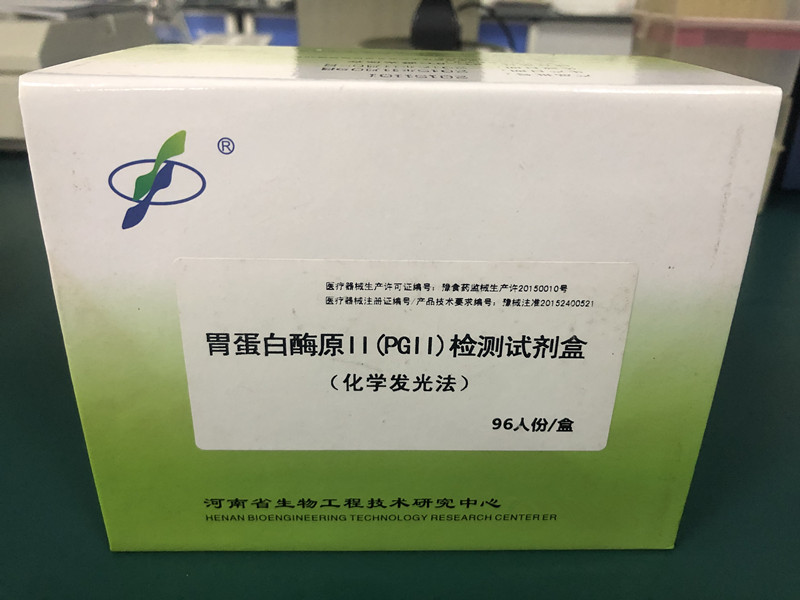 ®
医疗器械生产许可证编号：豫食药监械生产许20150010号
医疗器械注册证编号/产品技术要求编号：豫械注准20152400521
胃蛋白酶原II(PGII)检测试剂盒
（化学发光法）
96人份/盒
河南省生物工程技术研究中心
HENAN BIOENGINEERING TECHNOLOGY RESEARCH CENTER ER